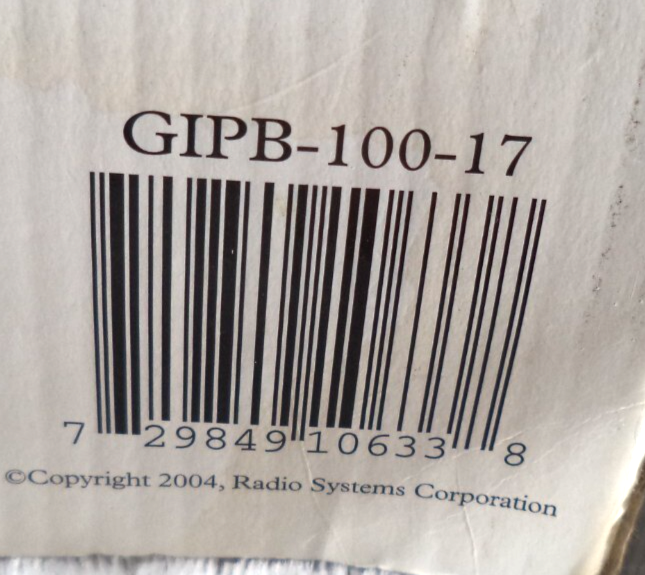 GIPB-100-17
7 29849 10633 8
©Copyright 2004, Radio Systems Corporation